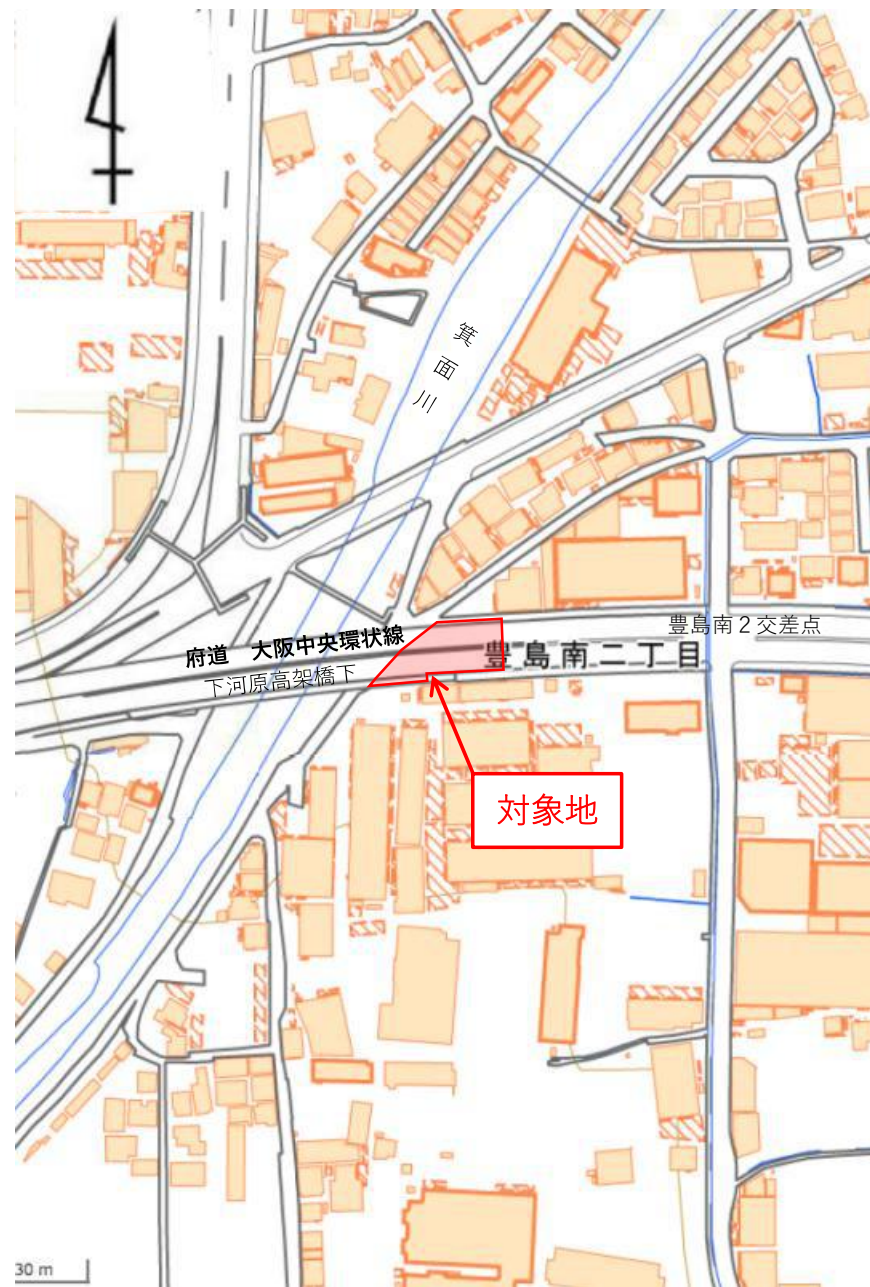 箕面川
豊島南2交差点
府道 大阪中央環状線
豊島南二丁目
下河原高架橋下
対象地
30 m